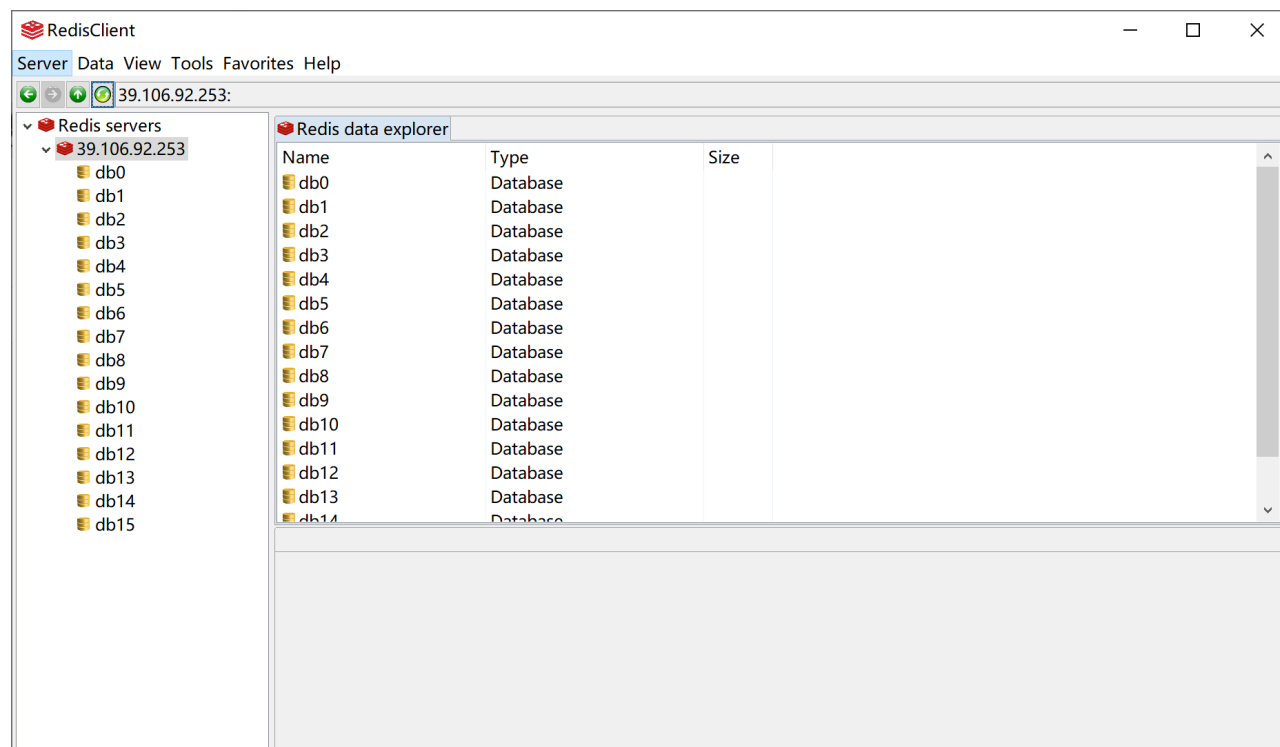 RedisClient
Server Data View Tools Favorites Help
39.106.92.253:
Redis servers
39.106.92.253
db0
db1
db2
db3
db4
db5
db6
db7
db8
db9
db10
db11
db12
db13
db14
db15
Redis data explorer
Name Type Size
db0 Database
db1 Database
db2 Database
db3 Database
db4 Database
db5 Database
db6 Database
db7 Database
db8 Database
db9 Database
db10 Database
db11 Database
db12 Database
db13 Database
db14 Database